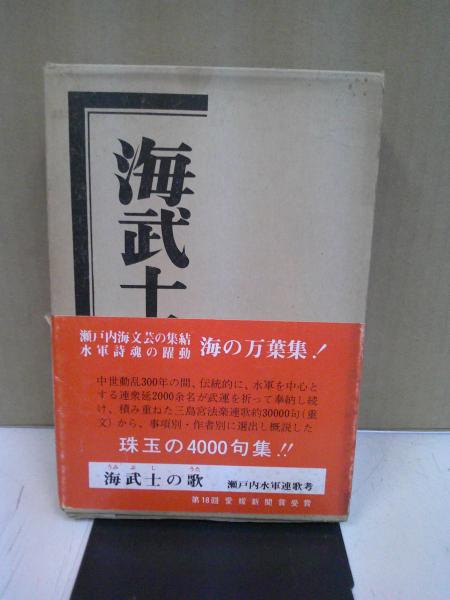 海武士
瀬戸内海文芸の集結
水軍詩魂の躍動
海の万葉集！
中世動乱300年の間、伝統的に、水軍を中心と
する連衆延2000余名が武運を祈って奉納し続
け、積み重ねた三島宮法楽連歌約30000句(重
文)から、事項別・作者別に選出し概説した
珠玉の4000句集!!
うみぶし うた
海武士の歌 瀬戸内水軍連歌考
第18回 愛媛新聞賞受賞